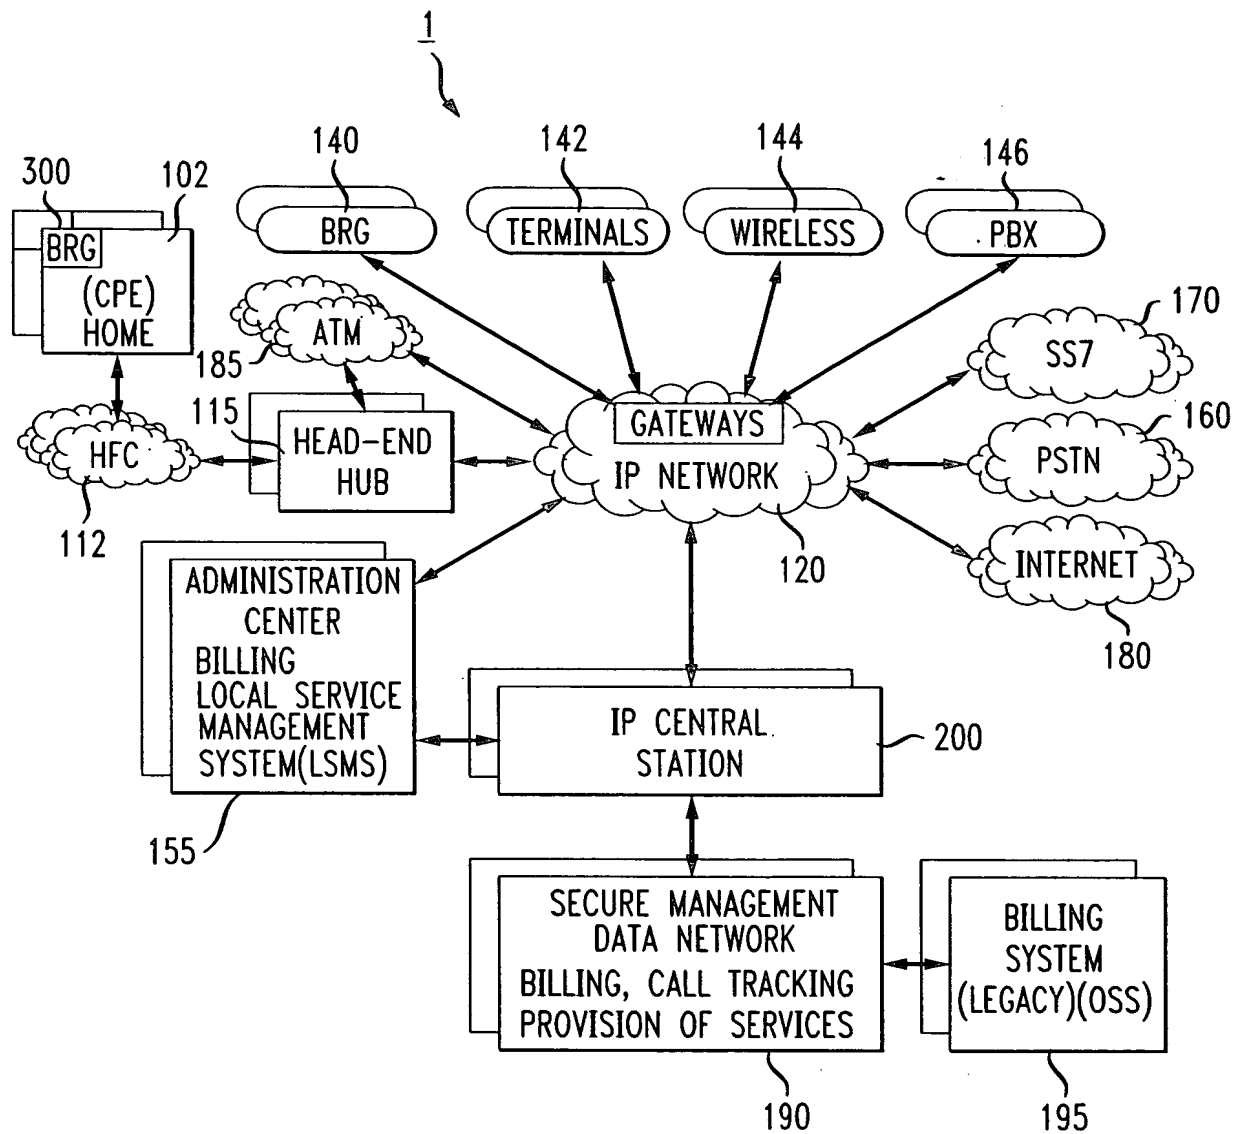 1
140
142
144
146
300
102
BRG
TERMINALS
WIRELESS
PBX
BRG
(CPE)
HOME
ATM
185
170
SS7
115
HEAD-END
HUB
GATEWAYS
IP NETWORK
160
PSTN
HFC
112
120
INTERNET
180
ADMINISTRATION
CENTER
BILLING
LOCAL SERVICE
MANAGEMENT
SYSTEM(LSMS)
155
IP CENTRAL
STATION
200
SECURE MANAGEMENT
DATA NETWORK
BILLING, CALL TRACKING
PROVISION OF SERVICES
190
BILLING
SYSTEM
(LEGACY)(OSS)
195